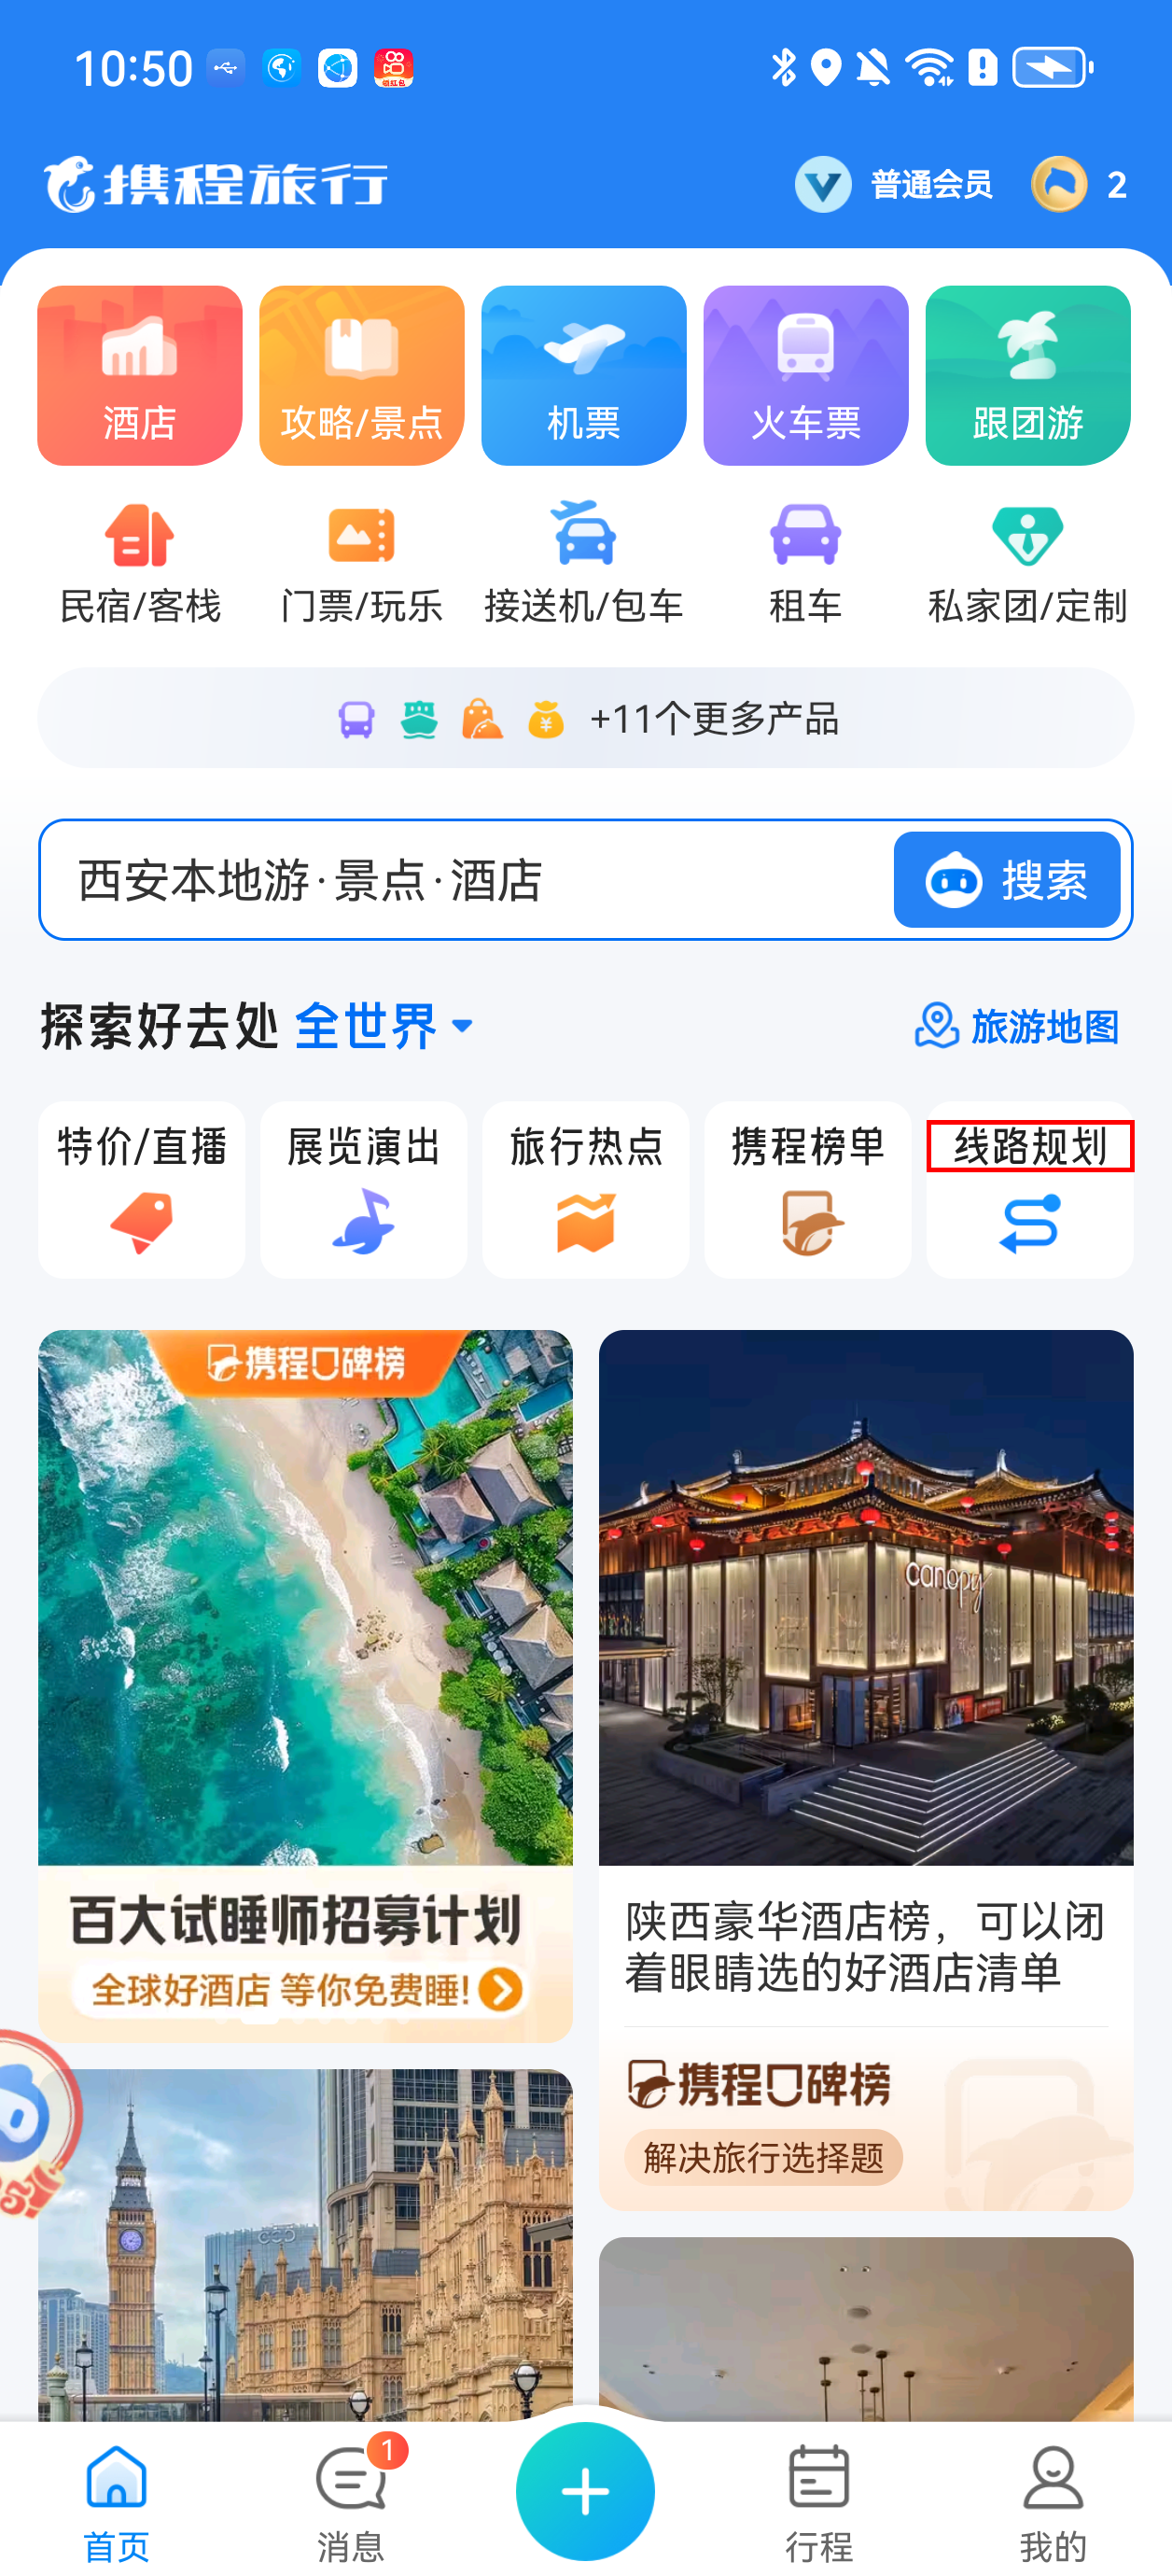 10:50
领红包
携程旅行
普通会员 2
酒店
攻略/景点
机票
火车票
跟团游
民宿/客栈
门票/玩乐
接送机/包车
租车
私家团/定制
+11个更多产品
西安本地游·景点·酒店
搜索
探索好去处 全世界
旅游地图
特价/直播
展览演出
旅行热点
携程榜单
线路规划
携程口碑榜
百大试睡师招募计划
全球好酒店 等你免费睡!
canopy
陕西豪华酒店榜，可以闭
着眼睛选的好酒店清单
携程口碑榜
解决旅行选择题
首页
1
消息
行程
我的